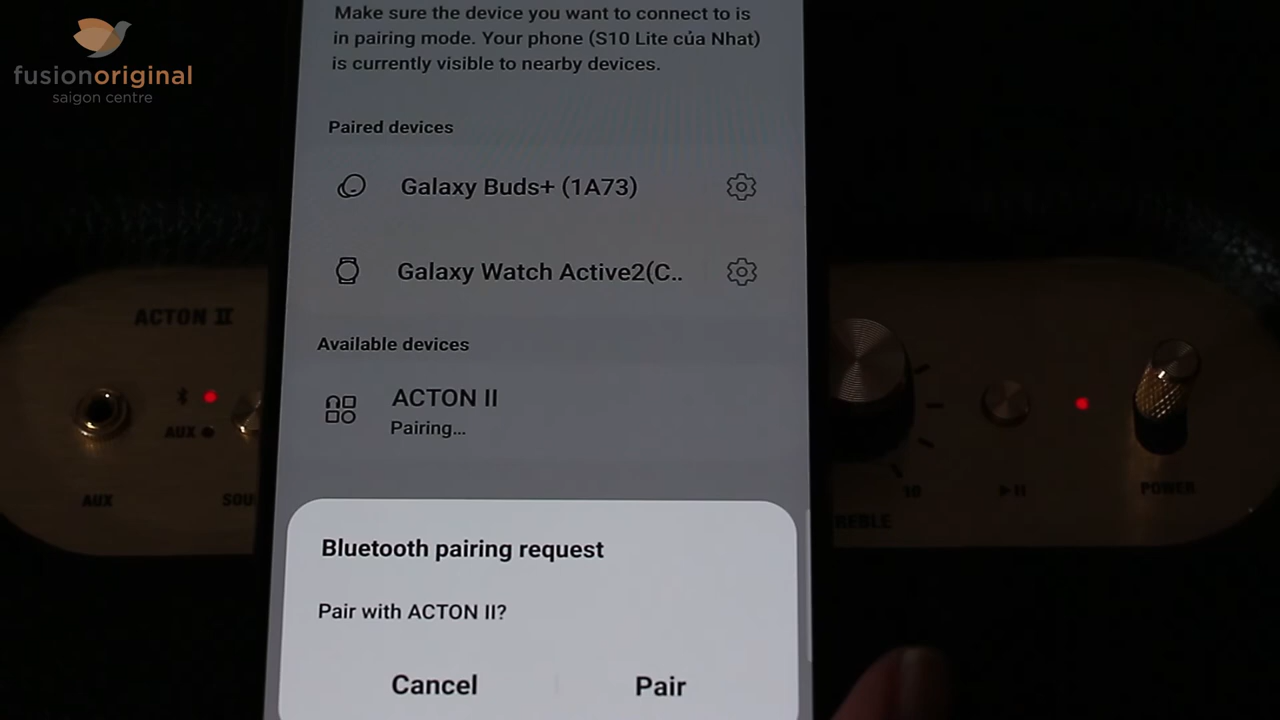 fusionoriginal
saigon centre
Make sure the device you want to connect to is
in pairing mode. Your phone (S10 Lite của Nhat)
is currently visible to nearby devices.
Paired devices
Galaxy Buds+ (1A73)
Galaxy Watch Active2(C..
Available devices
ACTON II
Pairing...
Bluetooth pairing request
Pair with ACTON II?
Cancel
Pair
ACTON II
AUX
AUX
SOU
10
REBLE
POWER